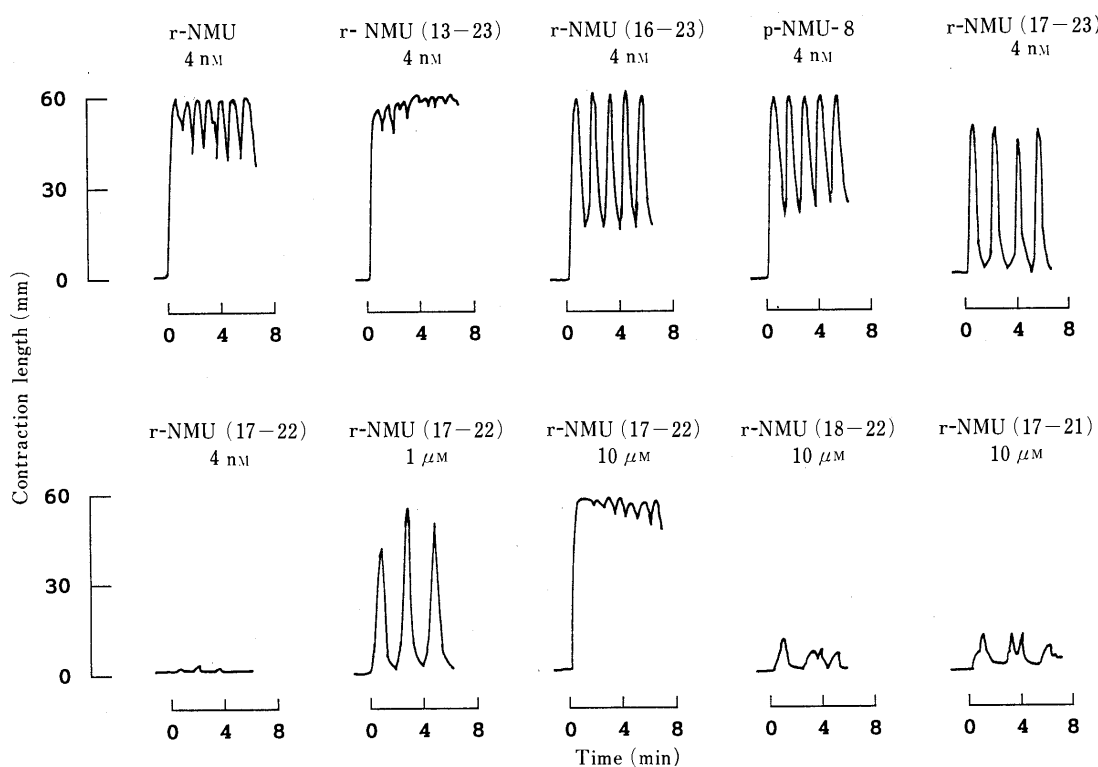 r-NMU
4 nM
r- NMU (13-23)
4 nM
r-NMU (16-23)
4 nM
p-NMU-8
4 nM
r-NMU (17-23)
4 nM
60
30
0
0 4 8
0 4 8
0 4 8
0 4 8
0 4 8
Contraction length (mm)
r-NMU (17-22)
4 nM
r-NMU (17-22)
1 μM
r-NMU (17-22)
10 μM
r-NMU (18-22)
10 μM
r-NMU (17-21)
10 μM
60
30
0
0 4 8
0 4 8
0 4 8
0 4 8
0 4 8
Time (min)